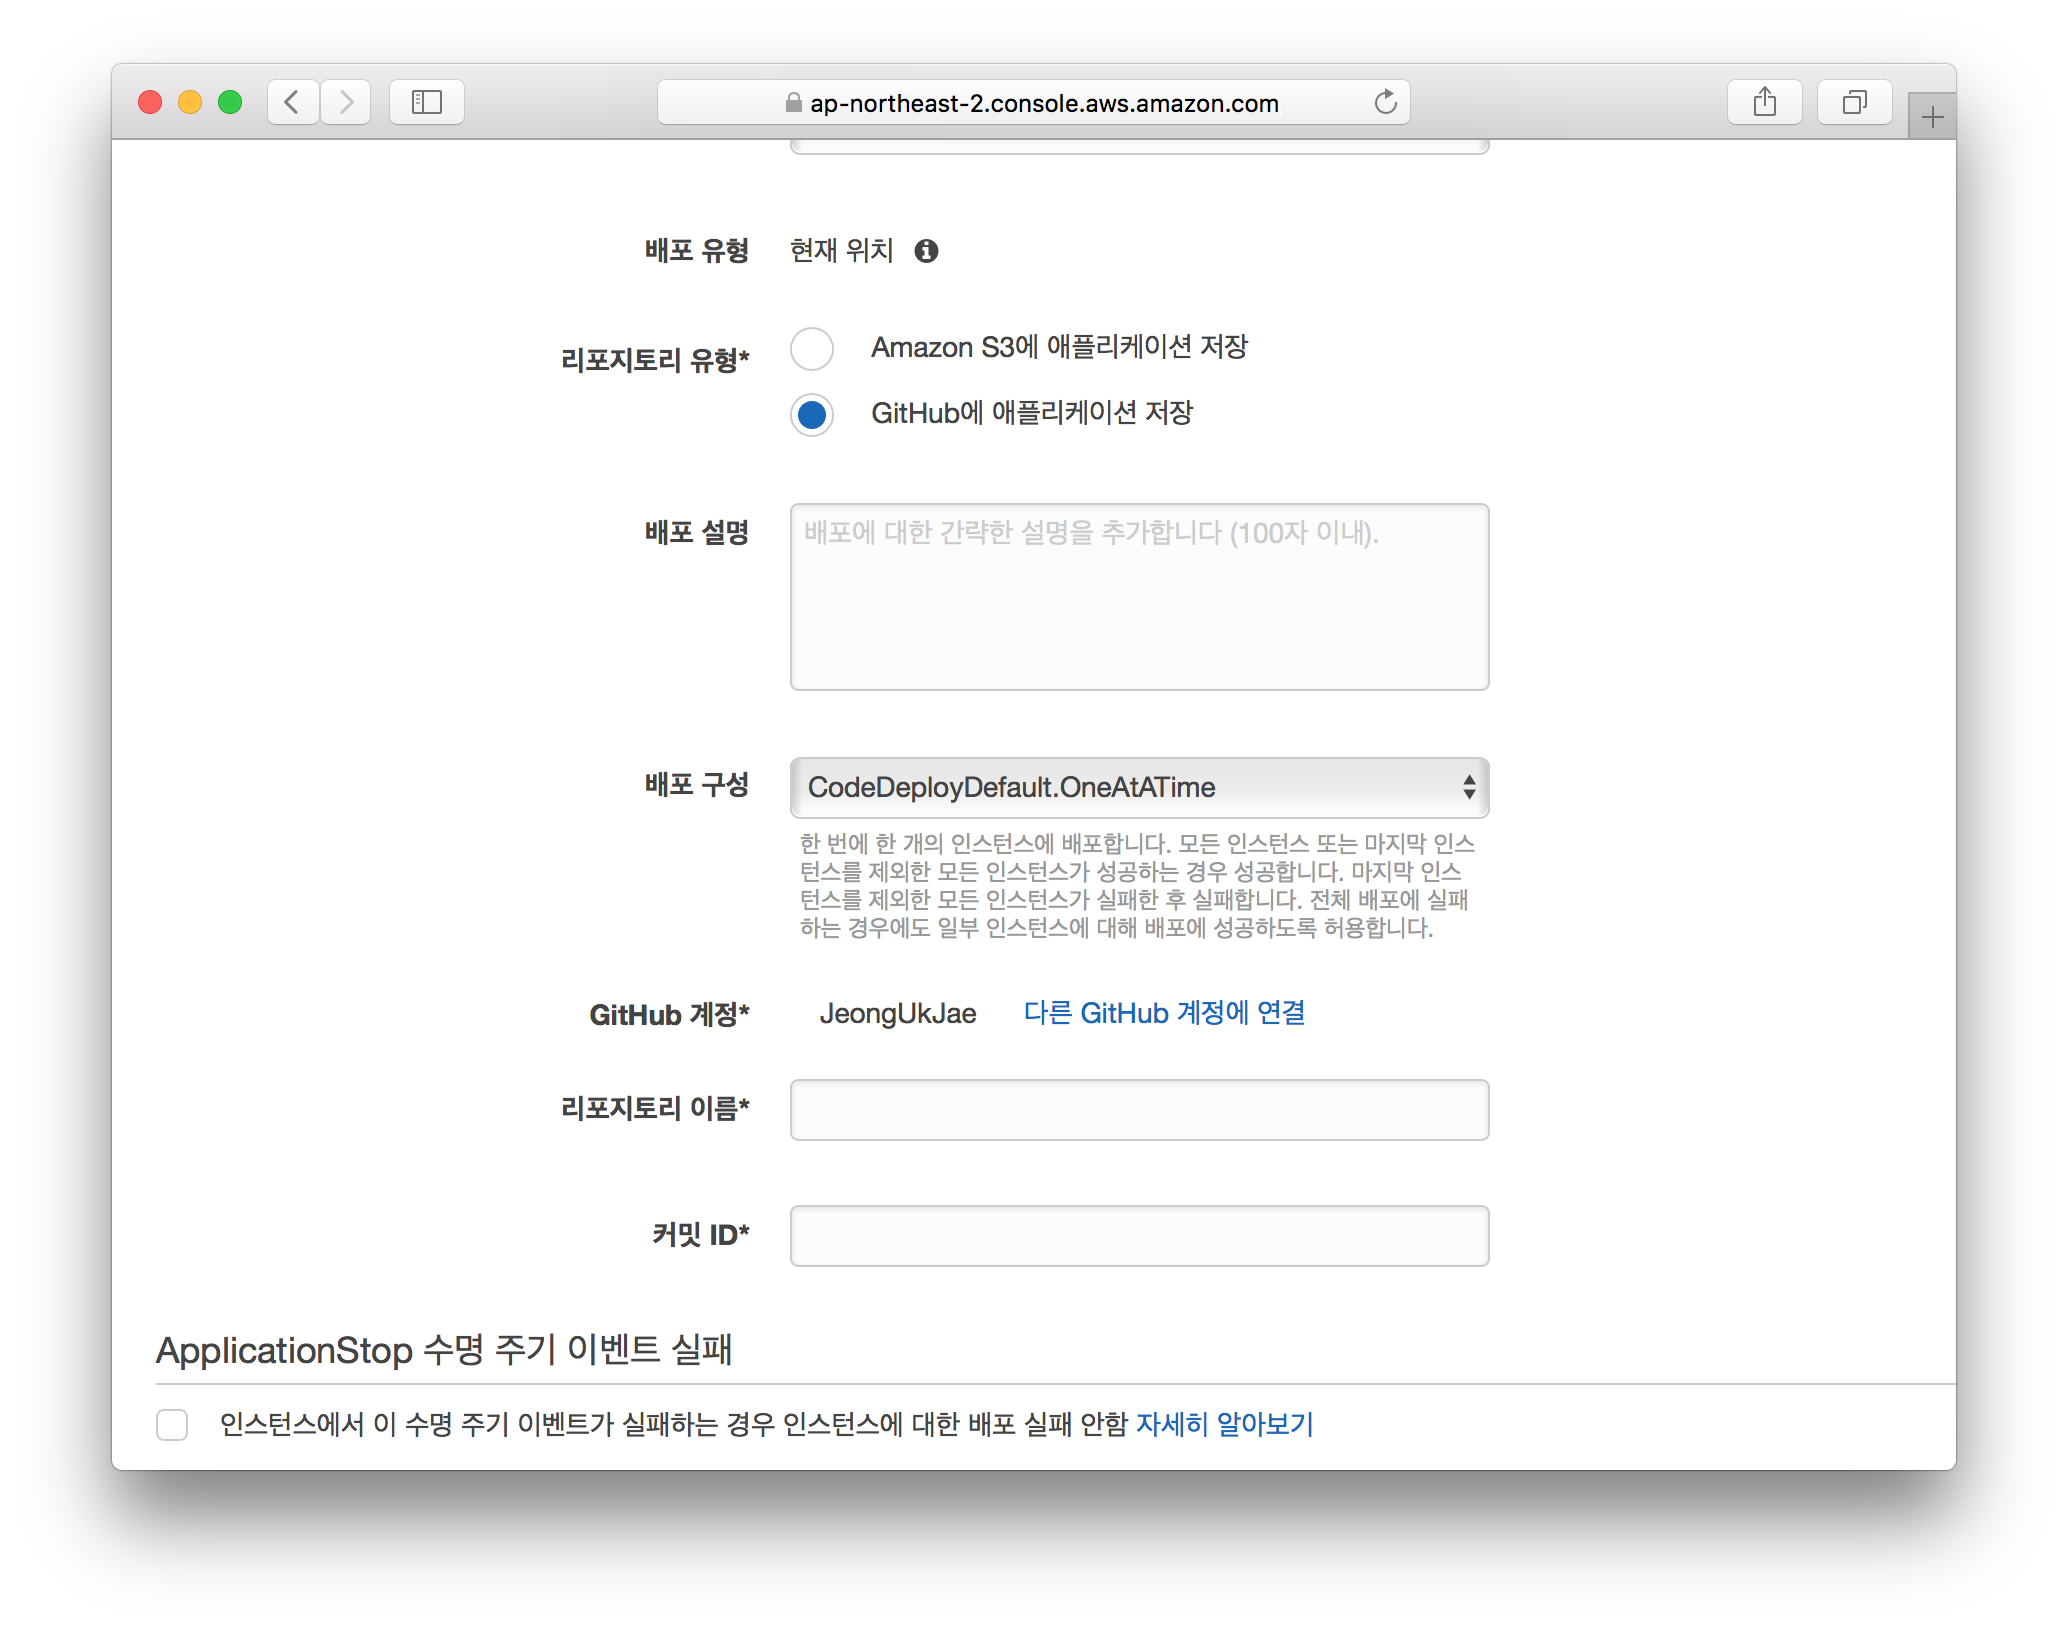 ap-northeast-2.console.aws.amazon.com
배포 유형 현재 위치
리포지토리 유형* Amazon S3에 애플리케이션 저장
GitHub에 애플리케이션 저장
배포 설명 배포에 대한 간략한 설명을 추가합니다 (100자 이내).
배포 구성 CodeDeployDefault.OneAtATime
한 번에 한 개의 인스턴스에 배포합니다. 모든 인스턴스 또는 마지막 인스
턴스를 제외한 모든 인스턴스가 성공하는 경우 성공합니다. 마지막 인스
턴스를 제외한 모든 인스턴스가 실패한 후 실패합니다. 전체 배포에 실패
하는 경우에도 일부 인스턴스에 대해 배포에 성공하도록 허용합니다.
GitHub 계정* JeongUkJae 다른 GitHub 계정에 연결
리포지토리 이름*
커밋 ID*
ApplicationStop 수명 주기 이벤트 실패
인스턴스에서 이 수명 주기 이벤트가 실패하는 경우 인스턴스에 대한 배포 실패 안함 자세히 알아보기